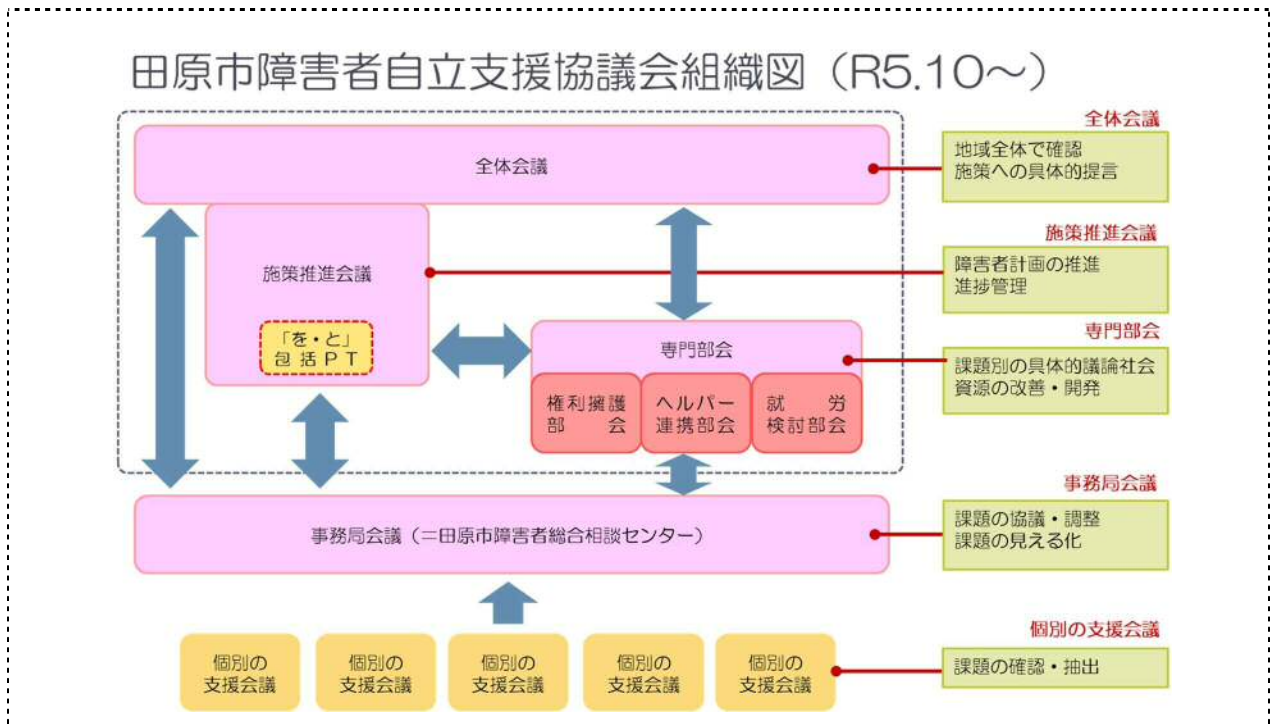 田原市障害者自立支援協議会組織図（R5.10～）
全体会議
全体会議
地域全体で確認
施策への具体的提言
施策推進会議
施策推進会議
障害者計画の推進
進捗管理
「を・と」
包括ＰＴ
専門部会
専門部会
課題別の具体的議論社会
資源の改善・開発
権利擁護
部会
ヘルパー
連携部会
就労
検討部会
事務局会議（＝田原市障害者総合相談センター）
事務局会議
課題の協議・調整
課題の見える化
個別の
支援会議
個別の
支援会議
個別の
支援会議
個別の
支援会議
個別の
支援会議
個別の支援会議
課題の確認・抽出